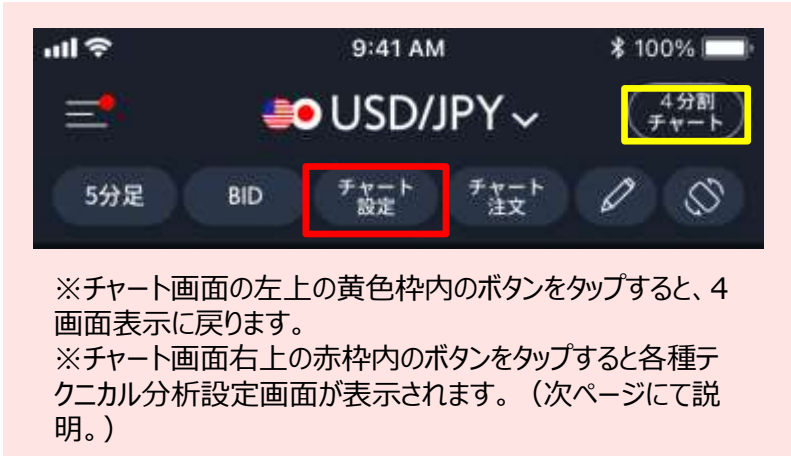 9:41 AM
100%
USD/JPY
4分割
チャート
5分足
BID
チャート
設定
チャート
注文
※チャート画面の左上の黄色枠内のボタンをタップすると、4
画面表示に戻ります。
※チャート画面右上の赤枠内のボタンをタップすると各種テ
クニカル分析設定画面が表示されます。（次ページにて説
明。）